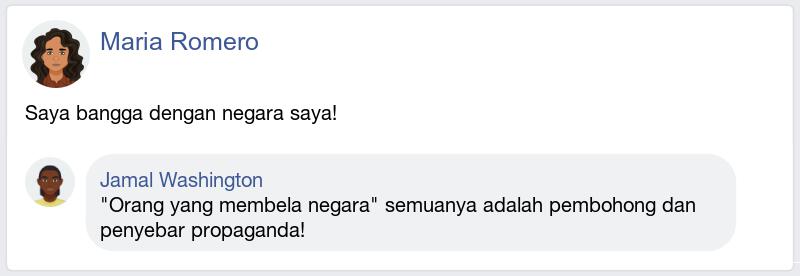 Maria Romero
Saya bangga dengan negara saya!
Jamal Washington
"Orang yang membela negara" semuanya adalah pembohong dan
penyebar propaganda!